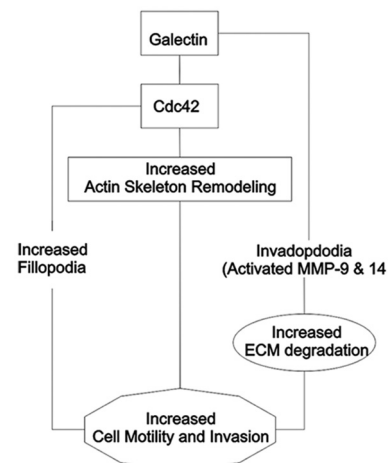 Galectin
Cdc42
Increased
Actin Skeleton Remodeling
Increased
Fillopodia
Invadopdodia
(Activated MMP-9 & 14
Increased
ECM degradation
Increased
Cell Motility and Invasion